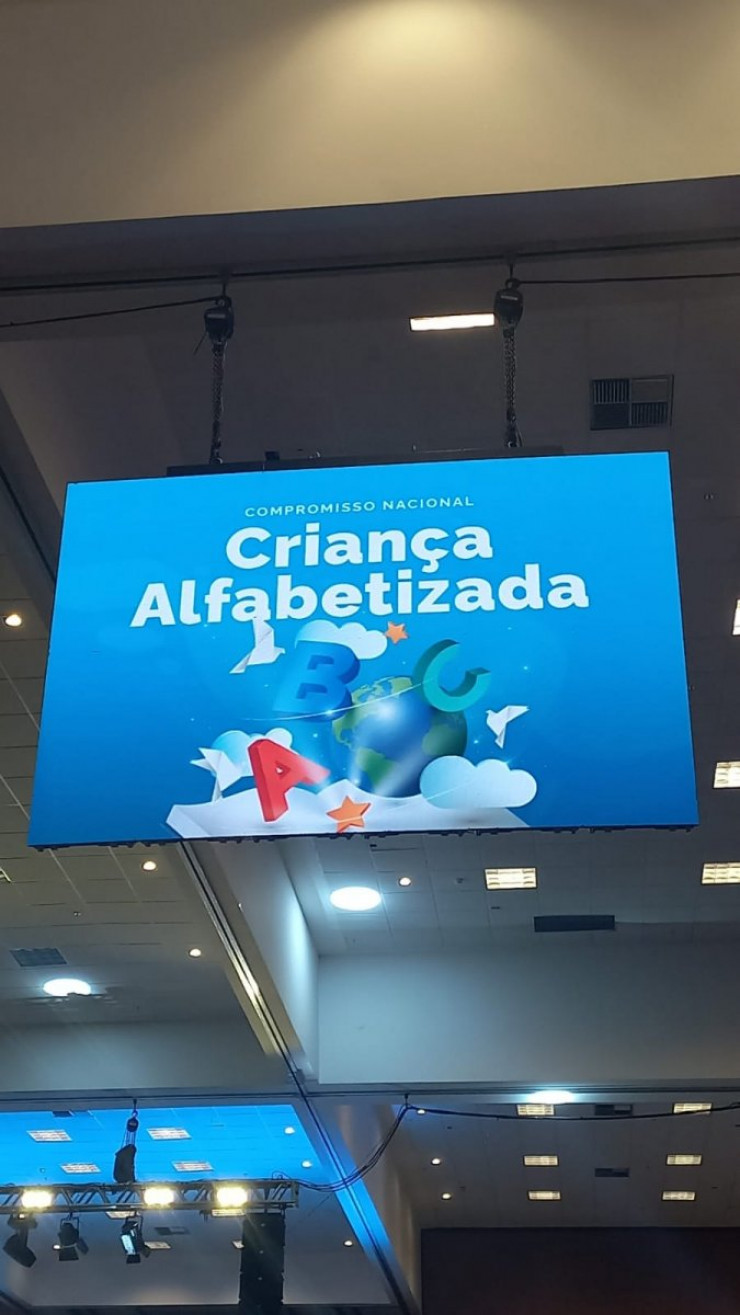 COMPROMISSO NACIONAL
Criança
Alfabetizada
B
C
A